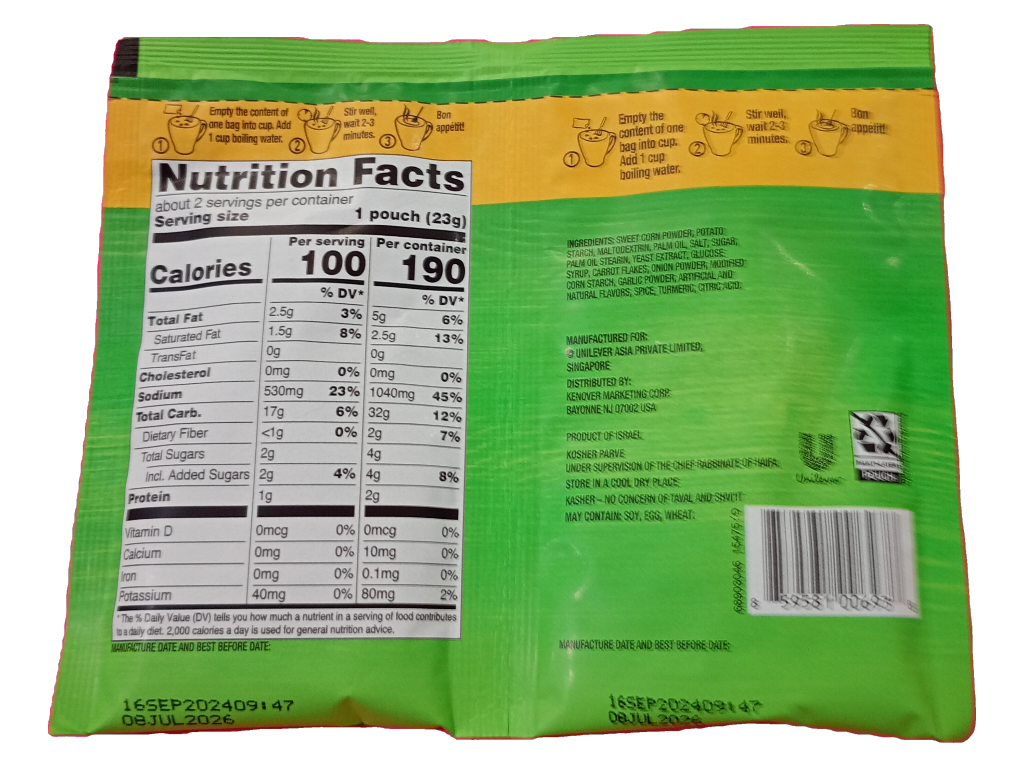 ① Empty the content of
one bag into cup. Add
1 cup boiling water.
② Stir well,
wait 2-3
minutes.
③ Bon
appétit!
Nutrition Facts
about 2 servings per container
Serving size 1 pouch (23g)
Per serving Per container
Calories 100 190
% DV* % DV*
Total Fat 2.5g 3% 5g 6%
Saturated Fat 1.5g 8% 2.5g 13%
TransFat 0g 0g
Cholesterol 0mg 0% 0mg 0%
Sodium 530mg 23% 1040mg 45%
Total Carb. 17g 6% 32g 12%
Dietary Fiber <1g 0% 2g 7%
Total Sugars 2g 4g
Incl. Added Sugars 2g 4% 4g 8%
Protein 1g 2g
Vitamin D 0mcg 0% 0mcg 0%
Calcium 0mg 0% 10mg 0%
Iron 0mg 0% 0.1mg 0%
Potassium 40mg 0% 80mg 2%
*The % Daily Value (DV) tells you how much a nutrient in a serving of food contributes
to a daily diet. 2,000 calories a day is used for general nutrition advice.
MANUFACTURE DATE AND BEST BEFORE DATE:
16SEP202409:47
08JUL2026
① Empty the
content of one
bag into cup.
Add 1 cup
boiling water.
② Stir well,
wait 2-3
minutes.
③ Bon
appétit!
INGREDIENTS: SWEET CORN POWDER, POTATO
STARCH, MALTODEXTRIN, PALM OIL, SALT, SUGAR,
PALM OIL STEARIN, YEAST EXTRACT, GLUCOSE
SYRUP, CARROT FLAKES, ONION POWDER, MODIFIED
CORN STARCH, GARLIC POWDER, ARTIFICIAL AND
NATURAL FLAVORS, SPICE, TURMERIC, CITRIC ACID.
MANUFACTURED FOR:
© UNILEVER ASIA PRIVATE LIMITED,
SINGAPORE
DISTRIBUTED BY:
KENOVER MARKETING CORP.
BAYONNE NJ 07002 USA
PRODUCT OF ISRAEL
KOSHER PARVE
UNDER SUPERVISION OF THE CHIEF RABBINATE OF HAIFA
STORE IN A COOL DRY PLACE
KASHER – NO CONCERN OF TAVAL AND SHVIIT
MAY CONTAIN: SOY, EGG, WHEAT.
Unilever
POUCH
MANUFACTURE DATE AND BEST BEFORE DATE:
16SEP202409:47
08JUL2026